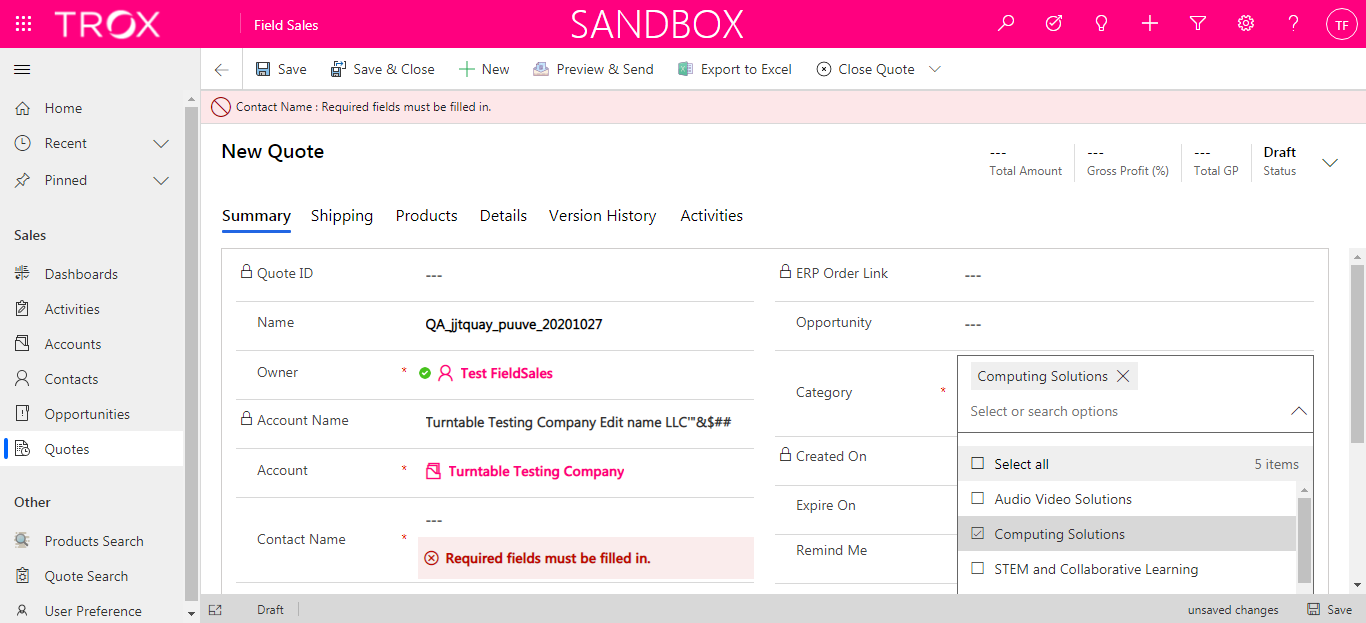 TROX
Field Sales
SANDBOX
TF
Save
Save & Close
New
Preview & Send
Export to Excel
Close Quote
Contact Name : Required fields must be filled in.
Home
Recent
Pinned
Sales
Dashboards
Activities
Accounts
Contacts
Opportunities
Quotes
Other
Products Search
Quote Search
User Preference
New Quote
---
Total Amount
---
Gross Profit (%)
---
Total GP
Draft
Status
Summary
Shipping
Products
Details
Version History
Activities
Quote ID
---
Name
QA_jjtquay_puuve_20201027
Owner
*
Test FieldSales
Account Name
Turntable Testing Company Edit name LLC'"&$##
Account
*
Turntable Testing Company
Contact Name
*
---
Required fields must be filled in.
ERP Order Link
---
Opportunity
---
Category
*
Computing Solutions
Select or search options
Select all
5 items
Audio Video Solutions
Computing Solutions
STEM and Collaborative Learning
Created On
Expire On
Remind Me
Draft
unsaved changes
Save